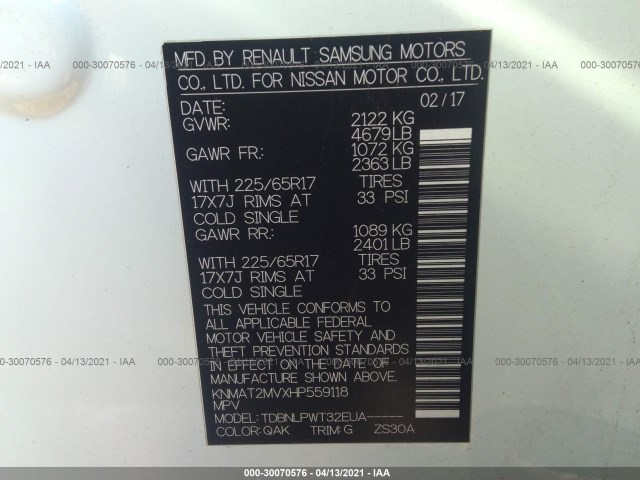 13/2021 - IAA 000-30070576 - 04/13/2021 - IAA 000-30070576 - 04/13/2021 - IAA 000-30070576 - 04/13/2021
MFD. BY RENAULT SAMSUNG MOTORS
CO., LTD. FOR NISSAN MOTOR CO., LTD.
DATE: 02/17
GVWR: 2122 KG
4679 LB
GAWR FR.: 1072 KG
2363 LB
WITH 225/65R17 TIRES
17X7J RIMS AT 33 PSI
COLD SINGLE
GAWR RR.: 1089 KG
2401 LB
WITH 225/65R17 TIRES
17X7J RIMS AT 33 PSI
COLD SINGLE
THIS VEHICLE CONFORMS TO
ALL APPLICABLE FEDERAL
MOTOR VEHICLE SAFETY AND
THEFT PREVENTION STANDARDS
IN EFFECT ON THE DATE OF
MANUFACTURE SHOWN ABOVE.
00-30070576 - 04/13/2021 - IAA 000-30070576 - 04/13/2021 - IAA 000-30070576 - 04/13/2021 - IAA
KNMAT2MVXHP559118
MPV
MODEL: TDBNLPWT32EUA-----
COLOR: QAK TRIM: G ZS30A
000-30070576 - 04/13/2021 - IAA